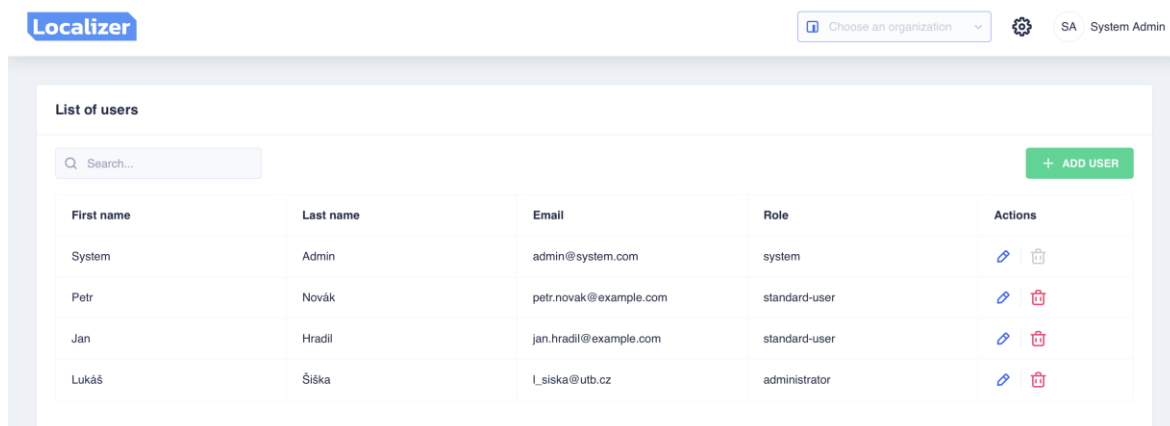 Localizer
Choose an organization
SA System Admin
List of users
Search...
+ ADD USER
First name Last name Email Role Actions
System Admin admin@system.com system
Petr Novák petr.novak@example.com standard-user
Jan Hradil jan.hradil@example.com standard-user
Lukáš Šiška l_siska@utb.cz administrator